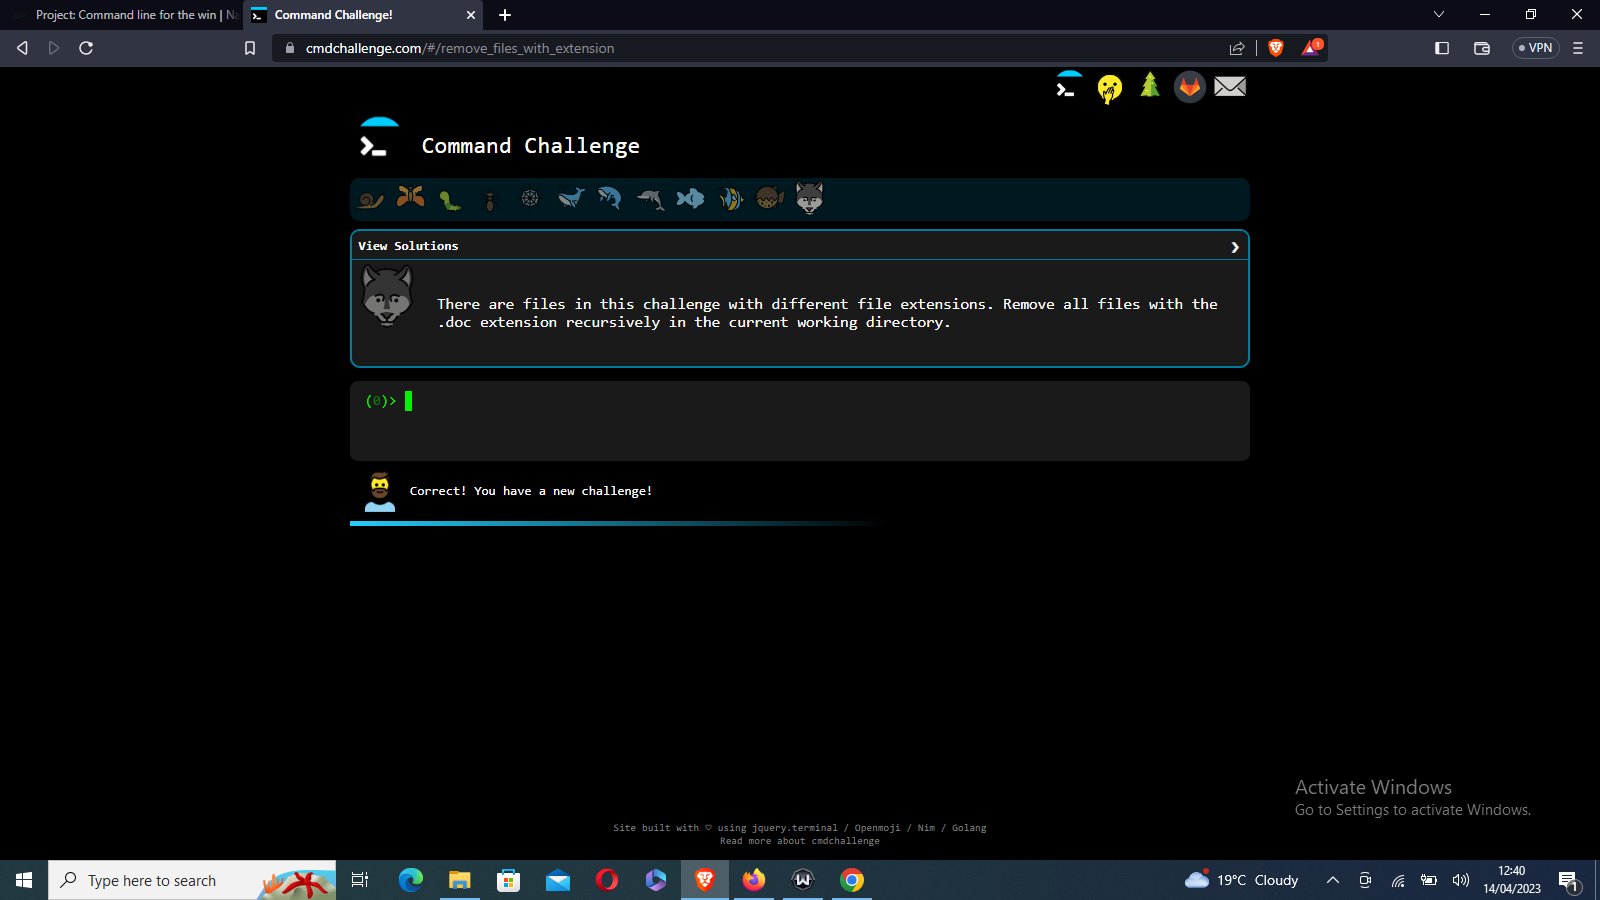 Project: Command line for the win | Na
Command Challenge!
cmdchallenge.com/#/remove_files_with_extension
1
VPN
Command Challenge
View Solutions
There are files in this challenge with different file extensions. Remove all files with the
.doc extension recursively in the current working directory.
(0)>
Correct! You have a new challenge!
Activate Windows
Go to Settings to activate Windows.
Site built with ♡ using jquery.terminal / Openmoji / Nim / Golang
Read more about cmdchallenge
Type here to search
19°C Cloudy
12:40
14/04/2023
1